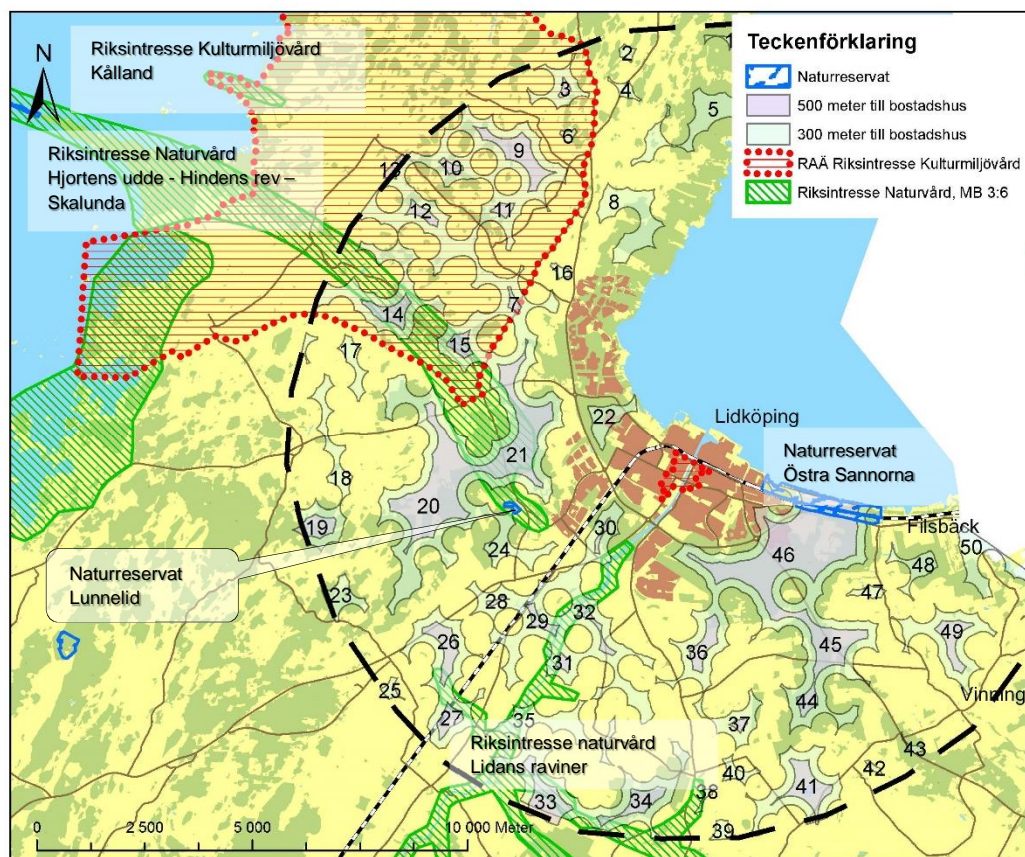 Riksintresse Kulturmiljövård
Kålland
N
Riksintresse Naturvård
Hjortens udde - Hindens rev –
Skalunda
Teckenförklaring
Naturreservat
500 meter till bostadshus
300 meter till bostadshus
RAÄ Riksintresse Kulturmiljövård
Riksintresse Naturvård, MB 3:6
2
3
4
5
6
9
10
13
8
12
11
16
7
14
15
17
22
Lidköping
Naturreservat
Östra Sannorna
21
18
20
19
30
46
Filsbäck
50
24
48
47
Naturreservat
Lunnelid
23
28
29
32
26
31
36
45
49
25
27
35
44
Vinning
37
43
Riksintresse naturvård
Lidans raviner
40
42
38
41
33
34
39
0
2 500
5 000
10 000 Meter